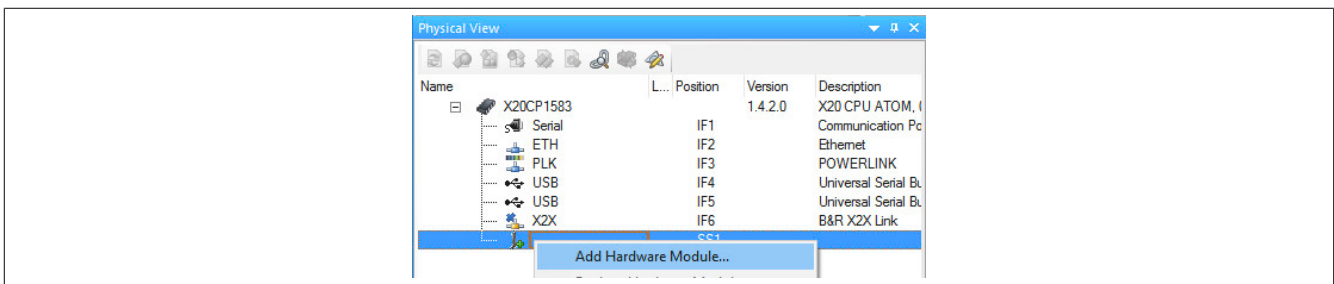 Physical View
Name L... Position Version Description
X20CP1583 1.4.2.0 X20 CPU ATOM, (
Serial IF1 Communication Po
ETH IF2 Ethernet
PLK IF3 POWERLINK
USB IF4 Universal Serial Bu
USB IF5 Universal Serial Bu
X2X IF6 B&R X2X Link
SS1
Add Hardware Module...